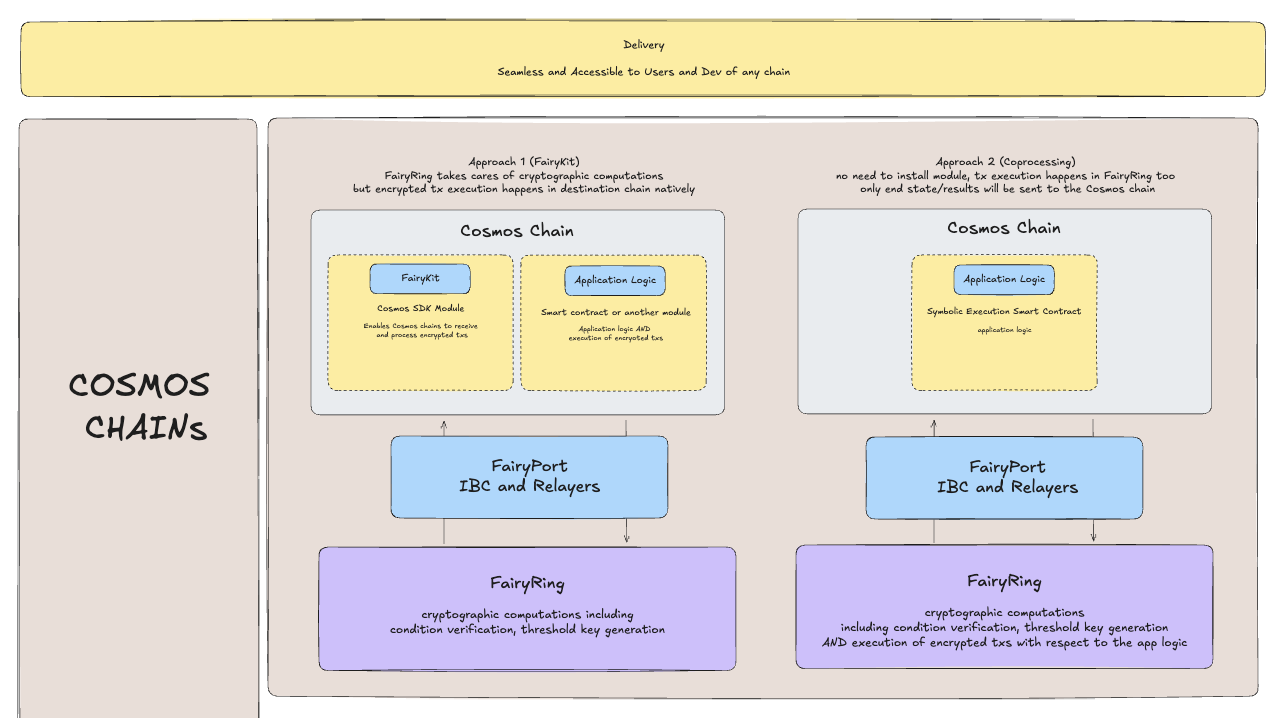 Delivery
Seamless and Accessible to Users and Dev of any chain
COSMOS
CHAINs
Approach 1 (FairyKit)
FairyRing takes cares of cryptographic computations
but encrypted tx execution happens in destination chain natively
Cosmos Chain
FairyKit
Cosmos SDK Module
Enables Cosmos chains to receive
and process encrypted txs
Application Logic
Smart contract or another module
Application logic AND
execution of encrypted txs
FairyPort
IBC and Relayers
FairyRing
cryptographic computations including
condition verification, threshold key generation
Approach 2 (Coprocessing)
no need to install module, tx execution happens in FairyRing too
only end state/results will be sent to the Cosmos chain
Cosmos Chain
Application Logic
Symbolic Execution Smart Contract
application logic
FairyPort
IBC and Relayers
FairyRing
cryptographic computations
including condition verification, threshold key generation
AND execution of encrypted txs with respect to the app logic